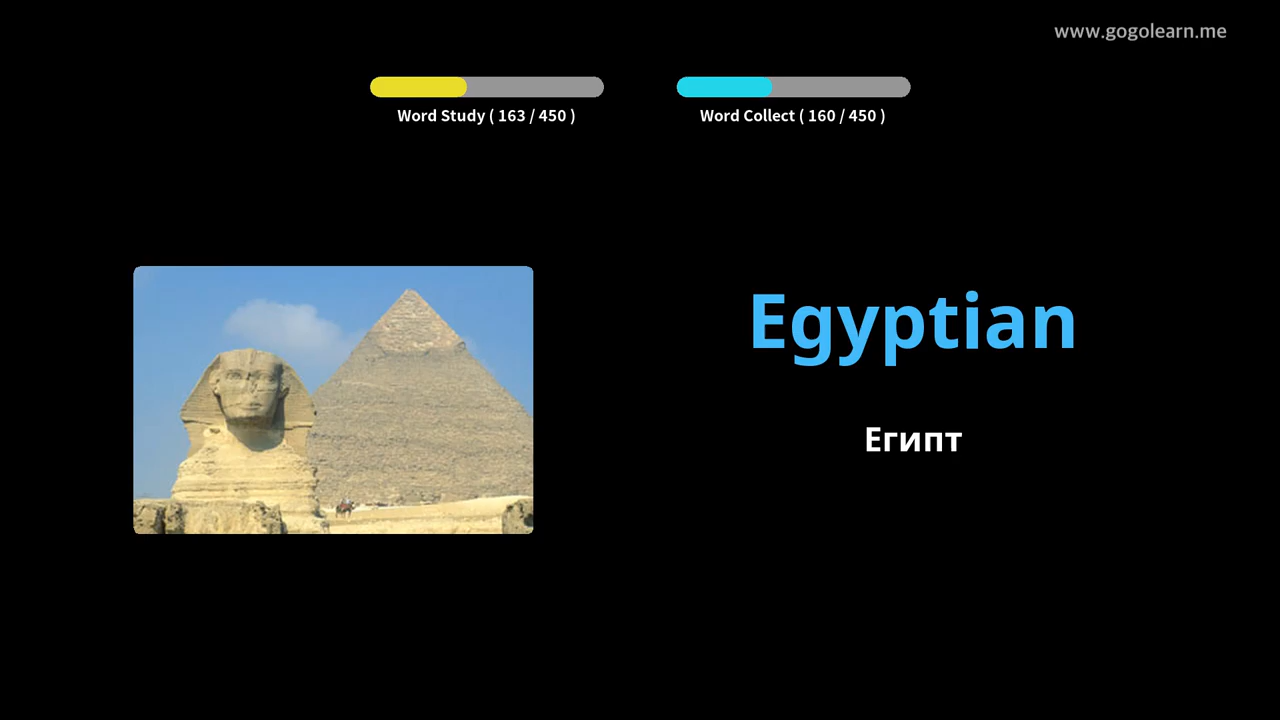 www.gogolearn.me
Word Study ( 163 / 450 )
Word Collect ( 160 / 450 )
Egyptian
Египт